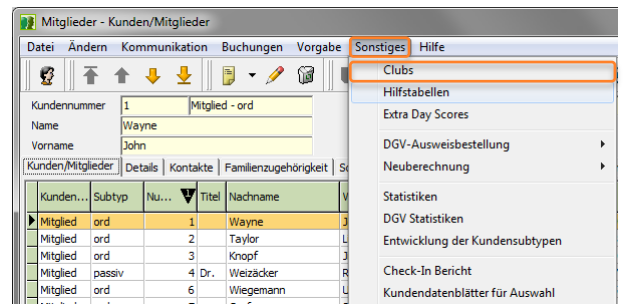 Mitglieder - Kunden/Mitglieder
Datei Ändern Kommunikation Buchungen Vorgabe Sonstiges Hilfe
Clubs
Hilfstabellen
Extra Day Scores
DGV-Ausweisbestellung
Neuberechnung
Statistiken
DGV Statistiken
Entwicklung der Kundensubtypen
Check-In Bericht
Kundendatenblätter für Auswahl
Kundennummer 1 Mitglied - ord
Name Wayne
Vorname John
Kunden/Mitglieder Details Kontakte Familienzugehörigkeit
Kunden... Subtyp Nu... 1 Titel Nachname
Mitglied ord 1 Wayne J
Mitglied ord 2 Taylor L
Mitglied ord 3 Knopf J
Mitglied passiv 4 Dr. Weizäcker R
Mitglied ord 6 Wiegemann U